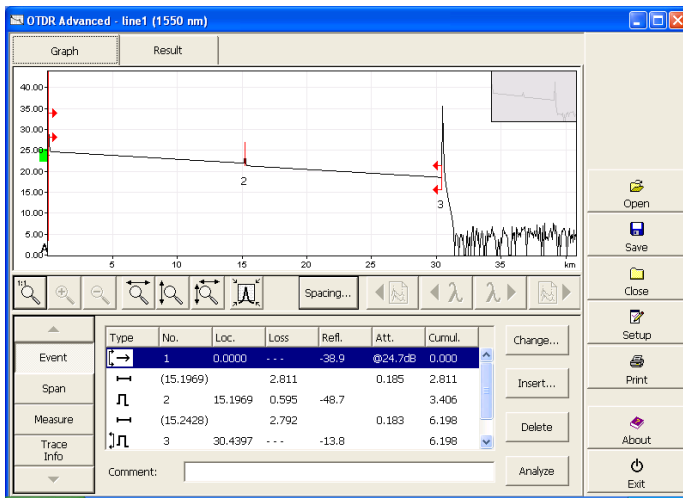 OTDR Advanced - line1 (1550 nm)
Graph Result
40.00
35.00
30.00
25.00
20.00
15.00
10.00
5.00
0.00
A
2
3
5 10 15 20 25 30 35 km
1:1
Spacing...
λ λ
Event
Span
Measure
Trace
Info
Type No. Loc. Loss Refl. Att. Cumul.
1 0.0000 - - - -38.9 @24.7dB 0.000
(15.1969) 2.811 0.185 2.811
2 15.1969 0.595 -48.7 3.406
(15.2428) 2.792 0.183 6.198
3 30.4397 - - - -13.8 6.198
Comment:
Change...
Insert...
Delete
Analyze
Open
Save
Close
Setup
Print
About
Exit